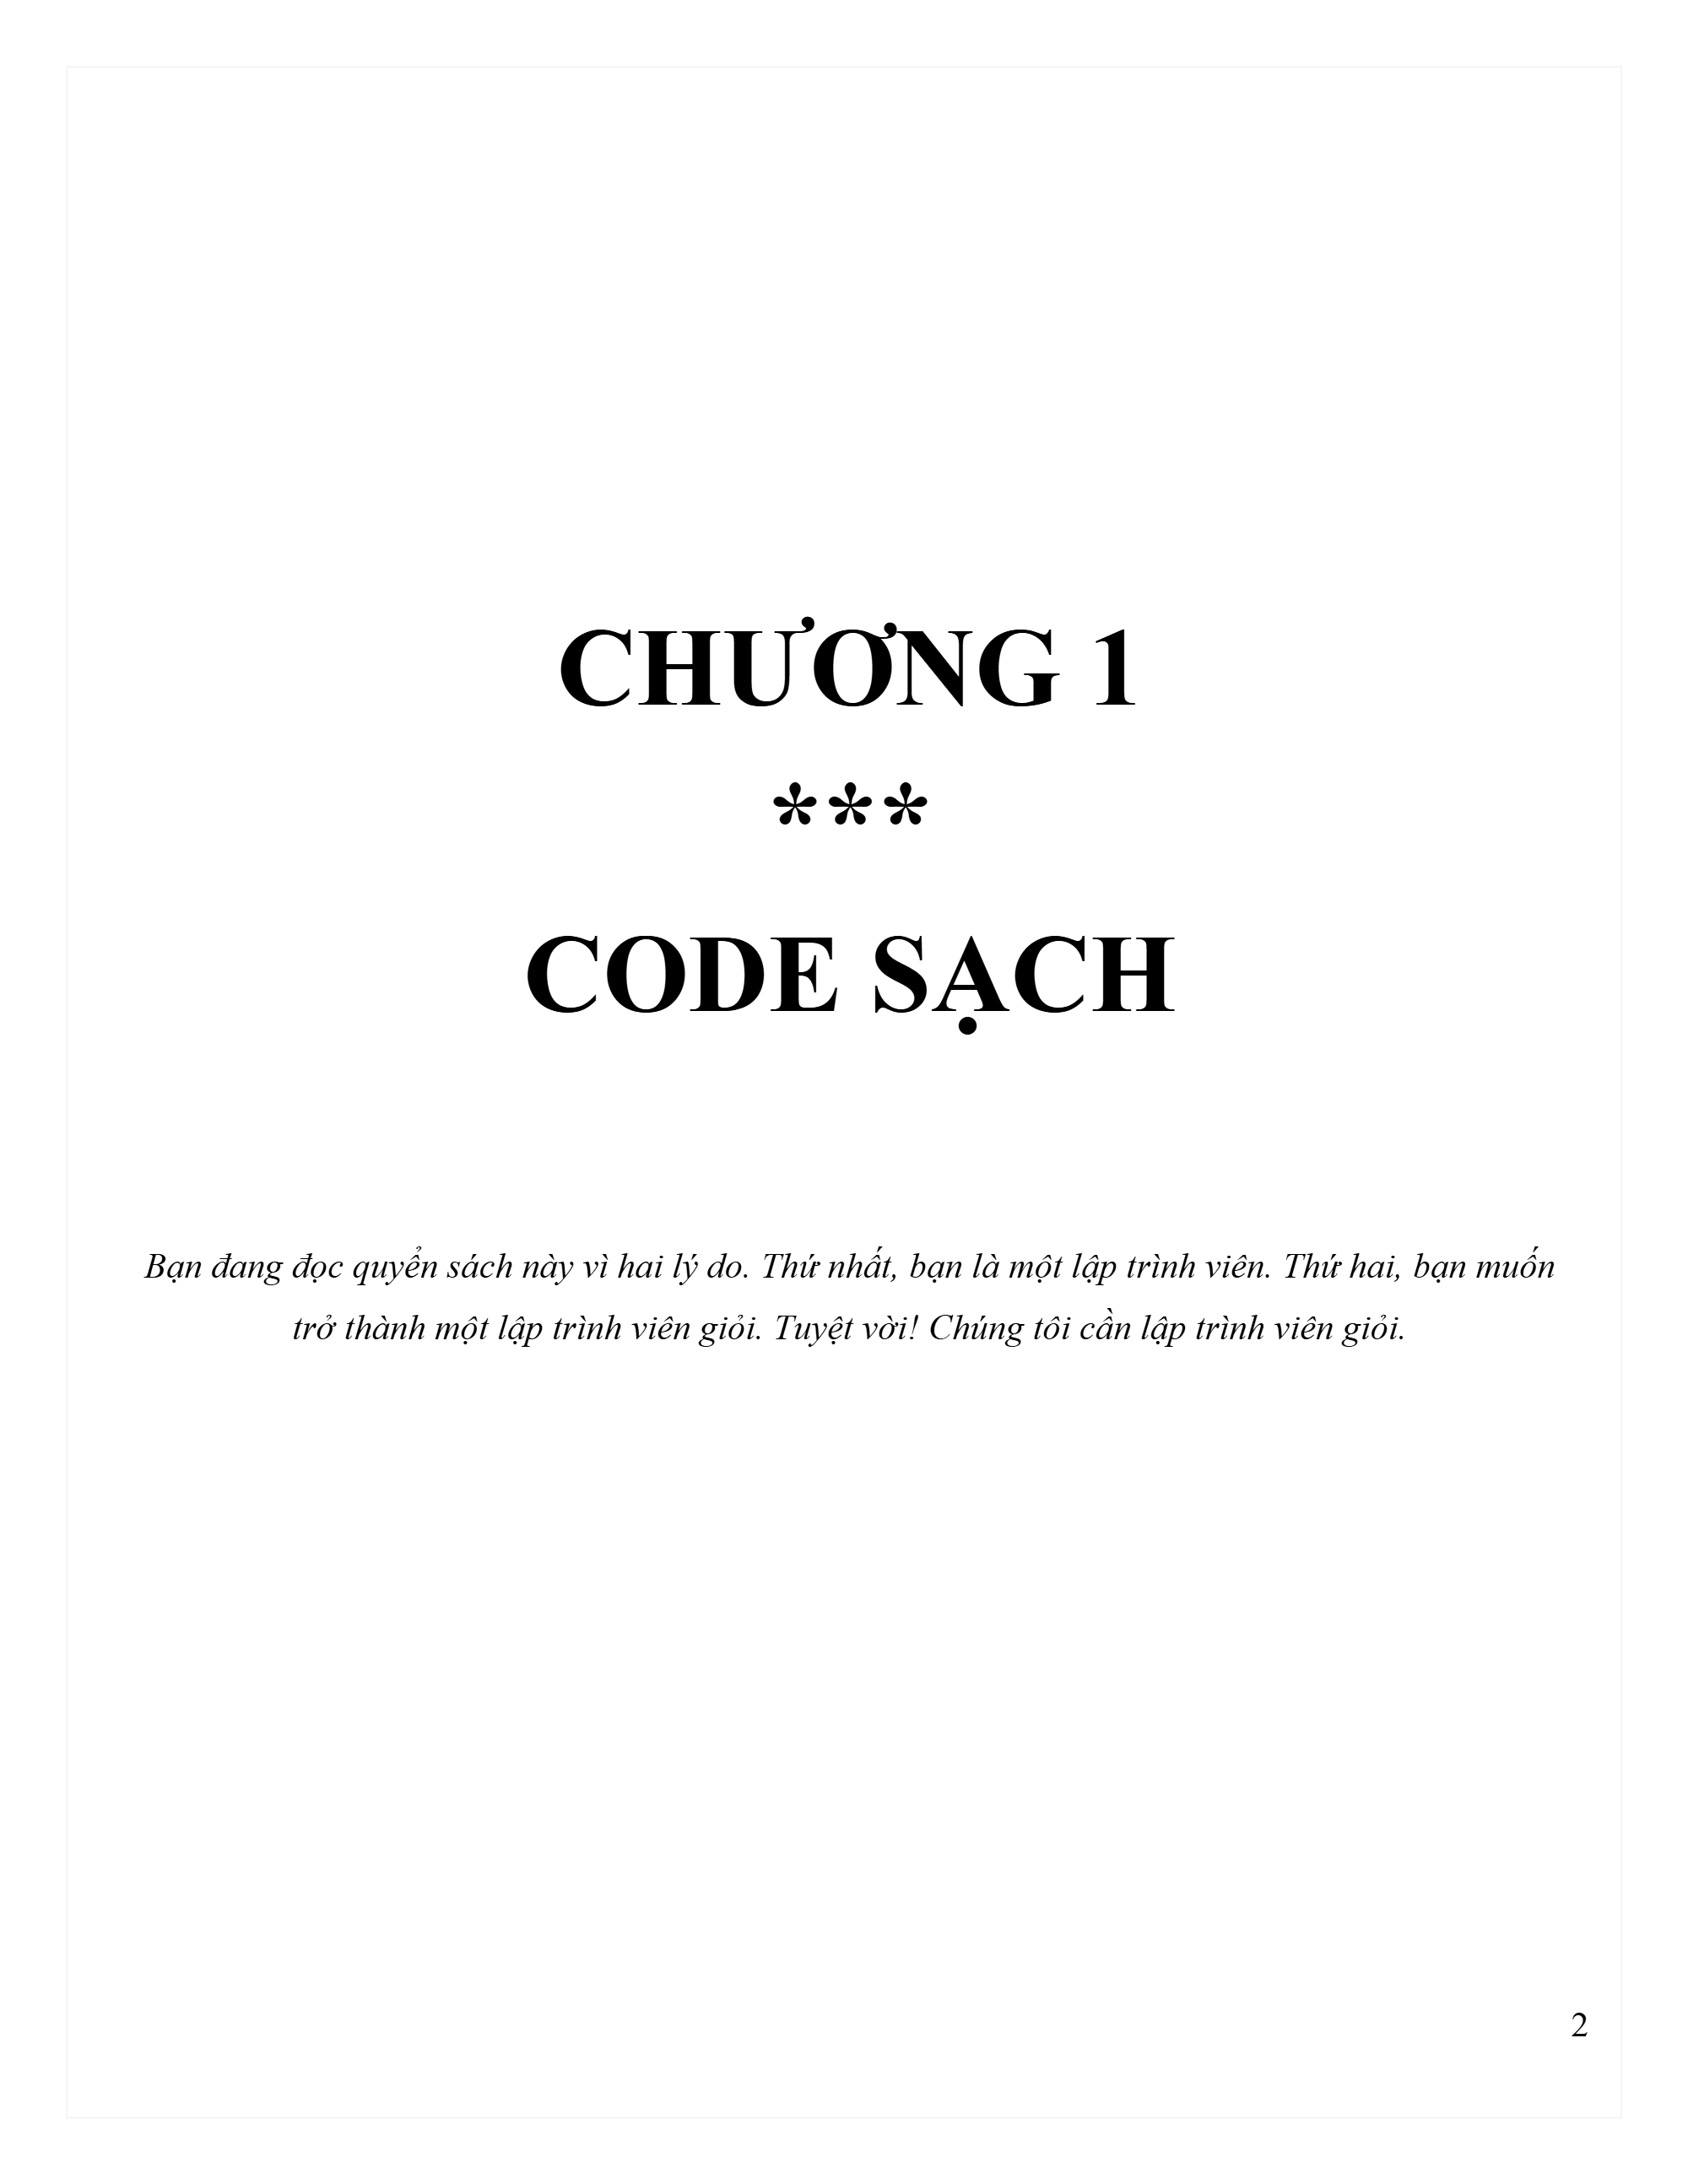 CHƯƠNG 1
***
CODE SẠCH
Bạn đang đọc quyển sách này vì hai lý do. Thứ nhất, bạn là một lập trình viên. Thứ hai, bạn muốn
trở thành một lập trình viên giỏi. Tuyệt vời! Chúng tôi cần lập trình viên giỏi.
2